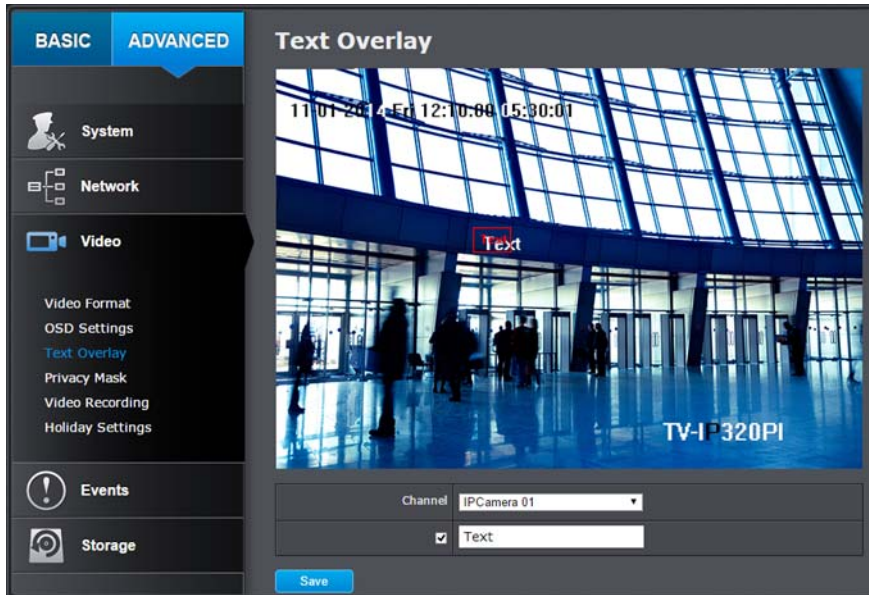 BASIC
ADVANCED
System
Network
Video
Video Format
OSD Settings
Text Overlay
Privacy Mask
Video Recording
Holiday Settings
Events
Storage
Text Overlay
11-01-2014 Fri 12:10:00 05:30:01
Text
Text
TV-IP320PI
Channel
IPCamera 01
Text
Save